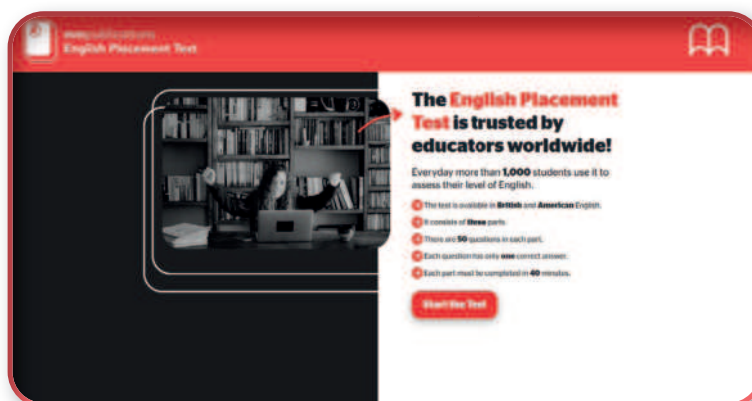 mmpublications
English Placement Test
The English Placement
Test is trusted by
educators worldwide!
Everyday more than 1,000 students use it to
assess their level of English.
The test is available in British and American English.
It consists of three parts.
There are 50 questions in each part.
Each question has only one correct answer.
Each part must be completed in 40 minutes.
Start the Test